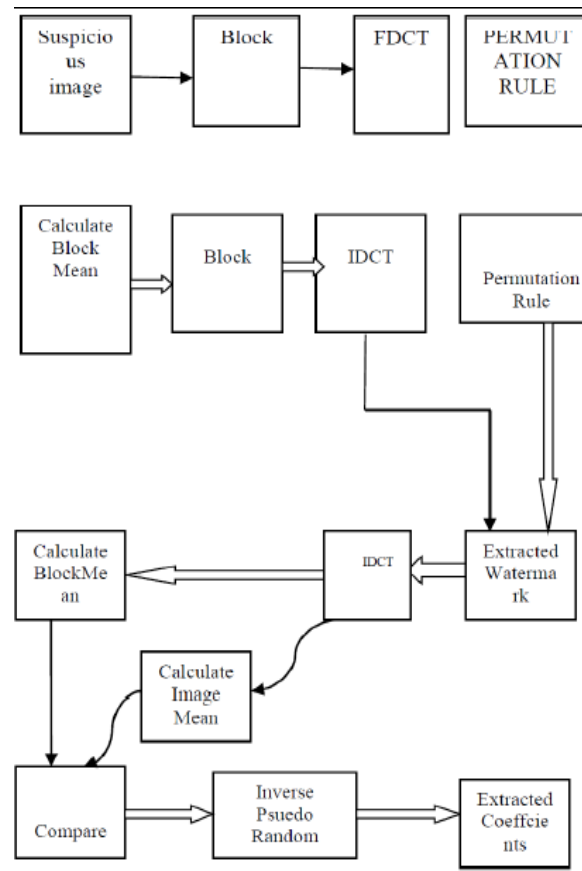 Suspicio
us
image
Block
FDCT
PERMUT
ATION
RULE
Calculate
Block
Mean
Block
IDCT
Permutation
Rule
Calculate
BlockMe
an
IDCT
Extracted
Waterma
rk
Calculate
Image
Mean
Compare
Inverse
Psuedo
Random
Extracted
Coeffcie
nts